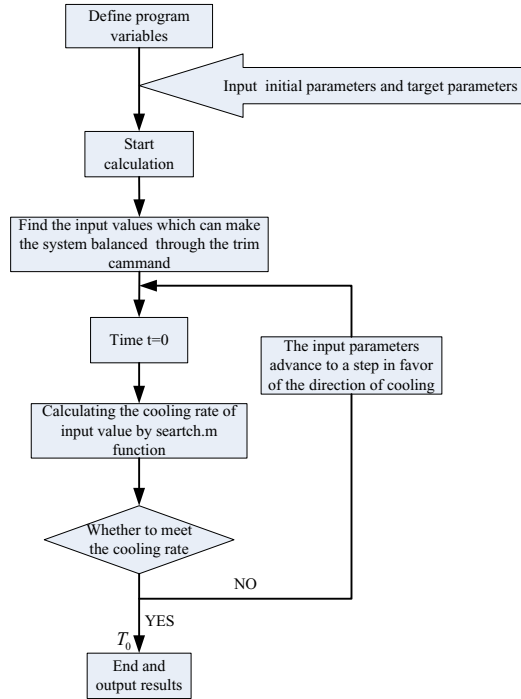 Define program
variables
Input initial parameters and target parameters
Start
calculation
Find the input values which can make
the system balanced through the trim
cammand
Time t=0
The input parameters
advance to a step in favor
of the direction of cooling
Calculating the cooling rate of
input value by seartch.m
function
Whether to meet
the cooling rate
NO
YES
T₀
End and
output results